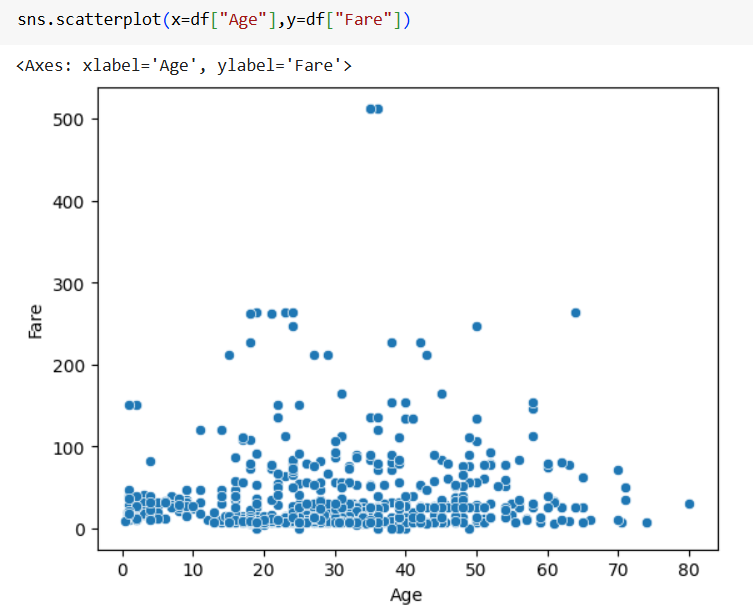 sns.scatterplot(x=df["Age"],y=df["Fare"])
<Axes: xlabel='Age', ylabel='Fare'>
500
400
300
200
100
0
Fare
0 10 20 30 40 50 60 70 80
Age